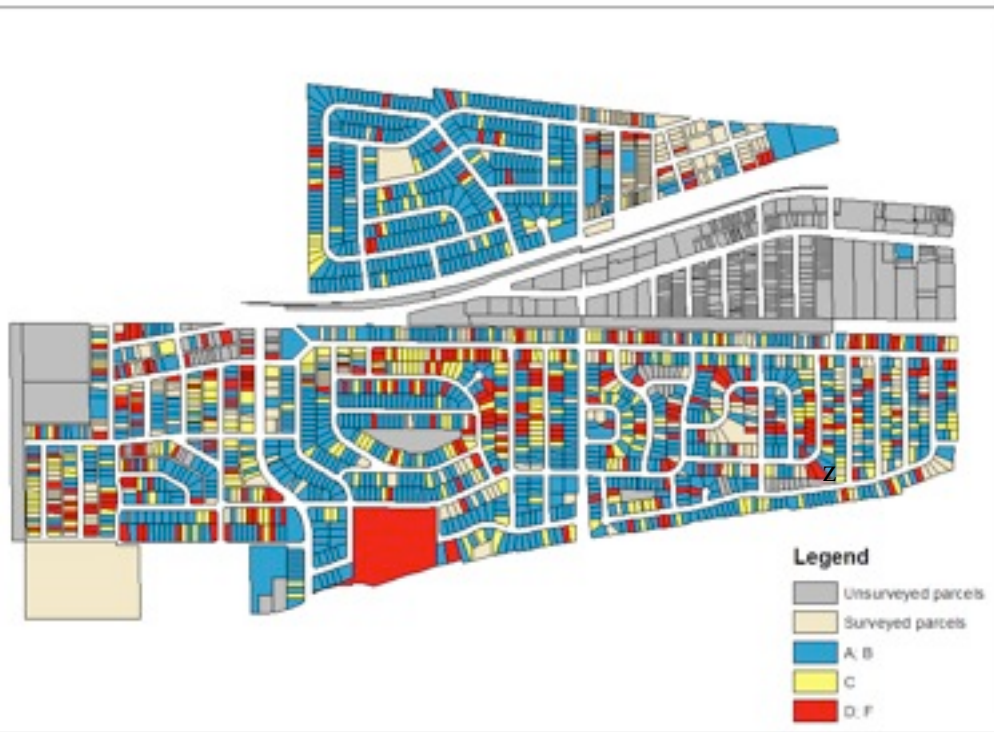 Z
Legend
Unsurveyed parcels
Surveyed parcels
A; B
C
D; F